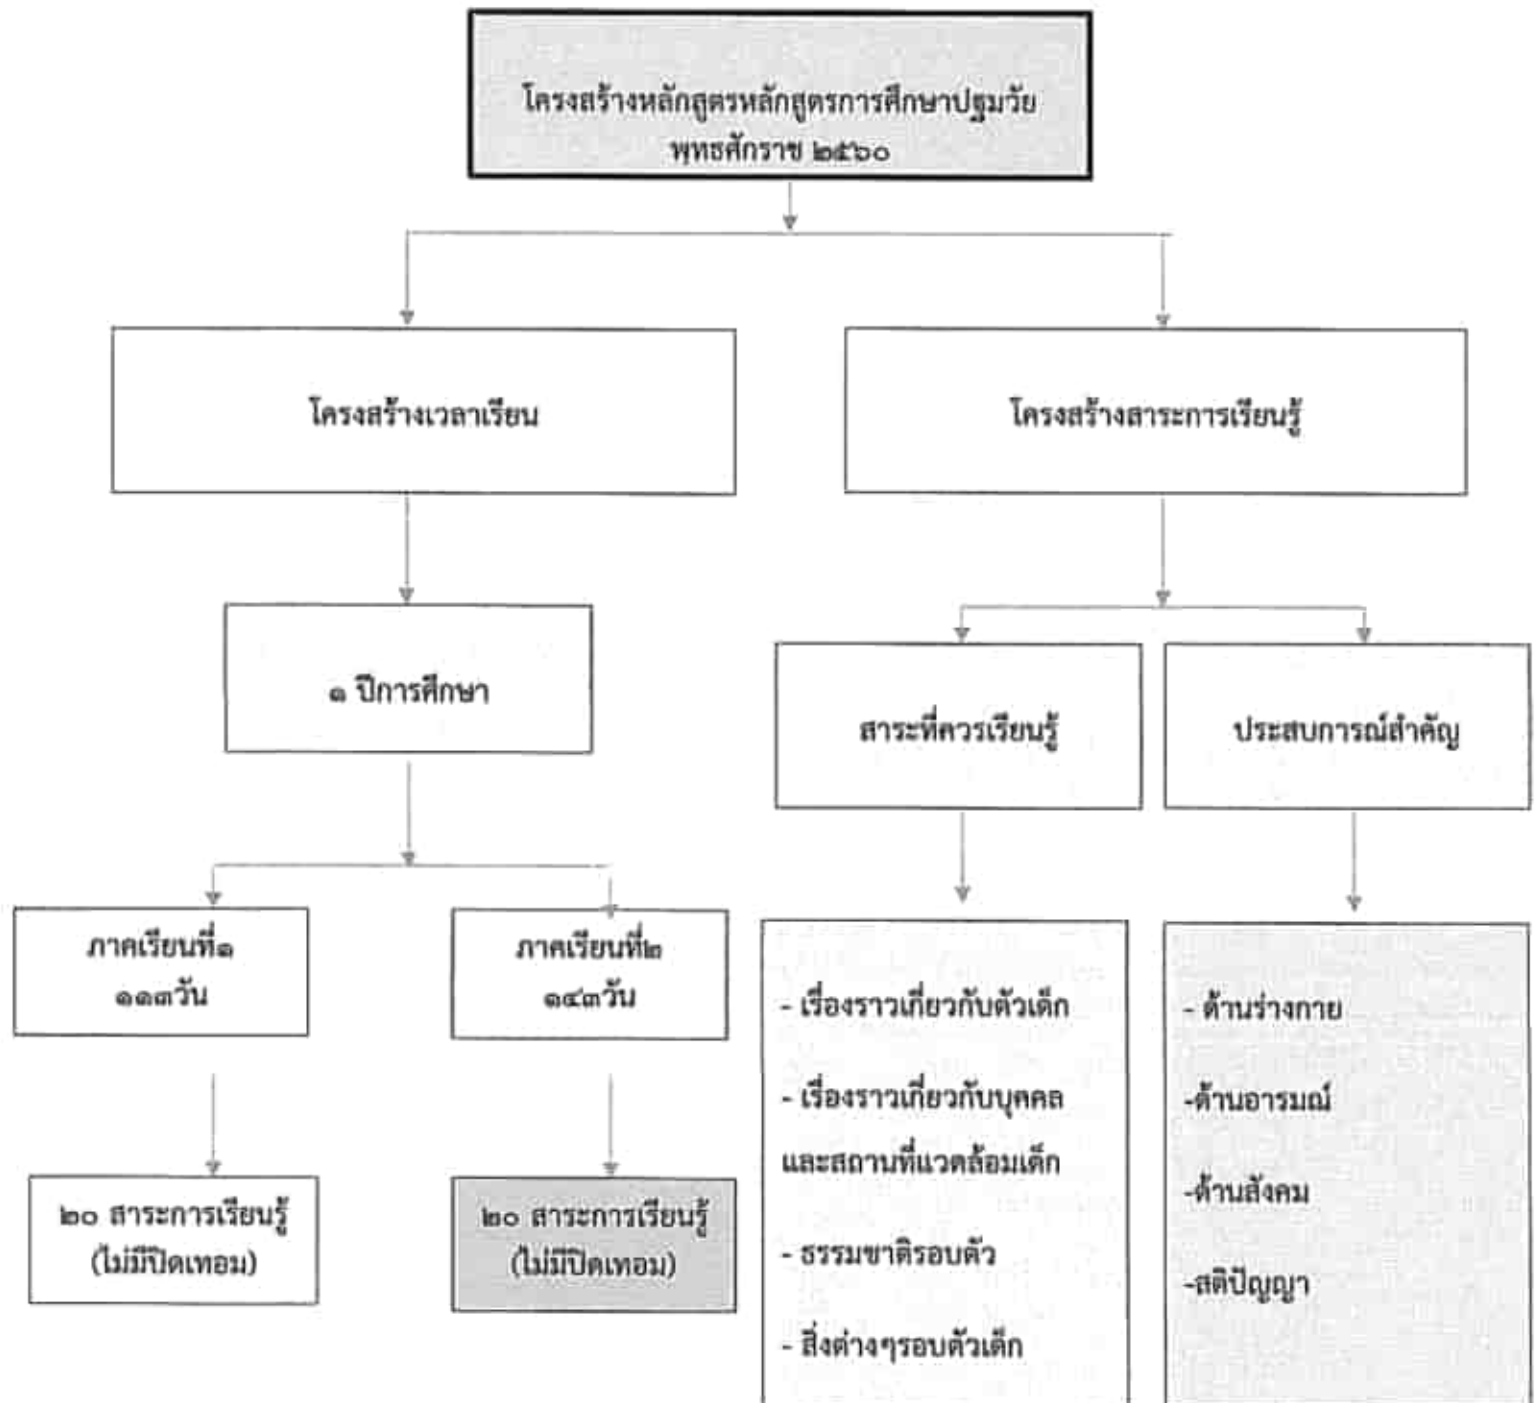 โครงสร้างหลักสูตรหลักสูตรการศึกษาปฐมวัย
พุทธศักราช ๒๕๖๐
โครงสร้างเวลาเรียน
โครงสร้างสาระการเรียนรู้
๑ ปีการศึกษา
สาระที่ควรเรียนรู้
ประสบการณ์สำคัญ
ภาคเรียนที่๑
๑๑๓วัน
ภาคเรียนที่๒
๑๔๓วัน
๒๐ สาระการเรียนรู้
(ไม่มีปิดเทอม)
๒๐ สาระการเรียนรู้
(ไม่มีปิดเทอม)
- เรื่องราวเกี่ยวกับตัวเด็ก
- เรื่องราวเกี่ยวกับบุคคล
และสถานที่แวดล้อมเด็ก
- ธรรมชาติรอบตัว
- สิ่งต่างๆรอบตัวเด็ก
- ด้านร่างกาย
-ด้านอารมณ์
-ด้านสังคม
-สติปัญญา